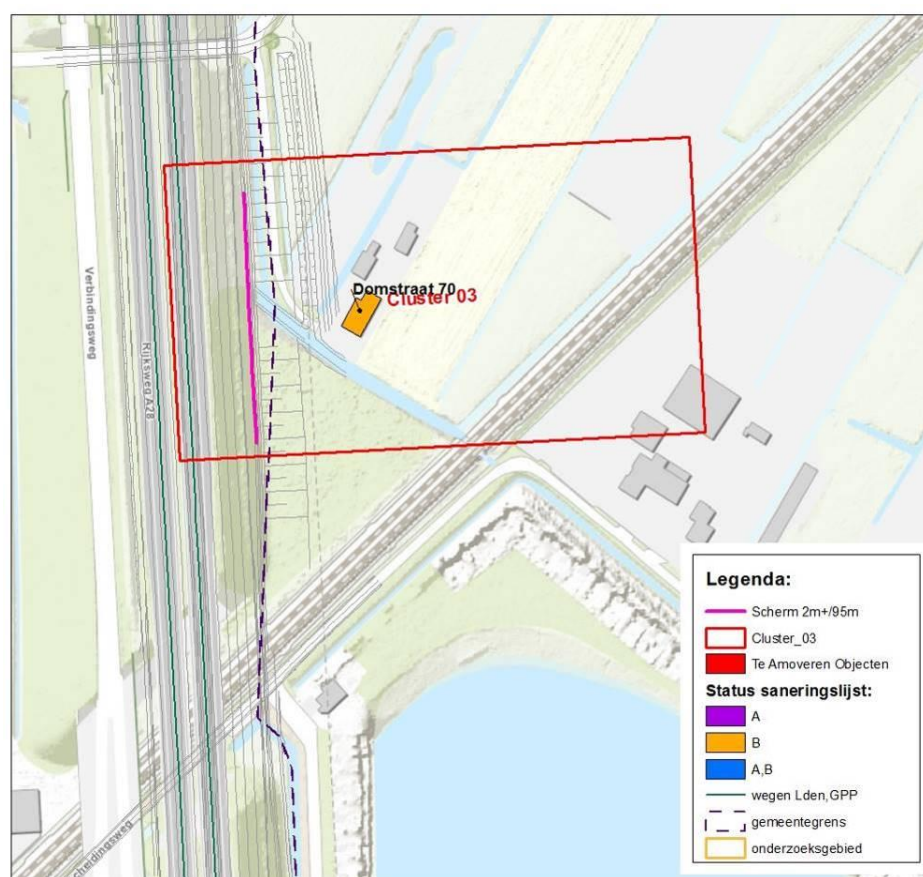 Domstraat 70
Cluster 03
Verbindingsweg
Rijksweg A28
cheidingsweg
Legenda:
Scherm 2m+/95m
Cluster_03
Te Amoveren Objecten
Status saneringslijst:
A
B
A,B
wegen Lden,GPP
gemeentegrens
onderzoeksgebied